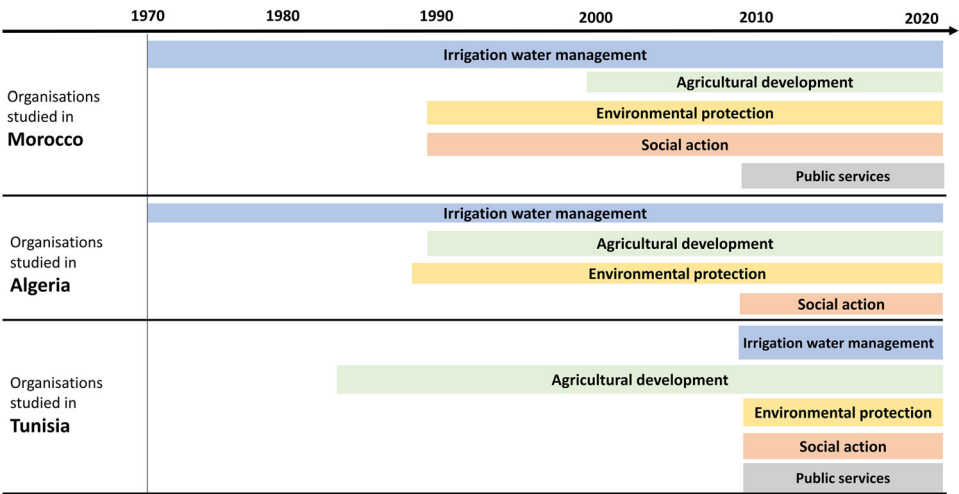 1970 1980 1990 2000 2010 2020
Irrigation water management
Agricultural development
Organisations
studied in
Morocco
Environmental protection
Social action
Public services
Irrigation water management
Organisations
studied in
Algeria
Agricultural development
Environmental protection
Social action
Irrigation water management
Organisations
studied in
Tunisia
Agricultural development
Environmental protection
Social action
Public services